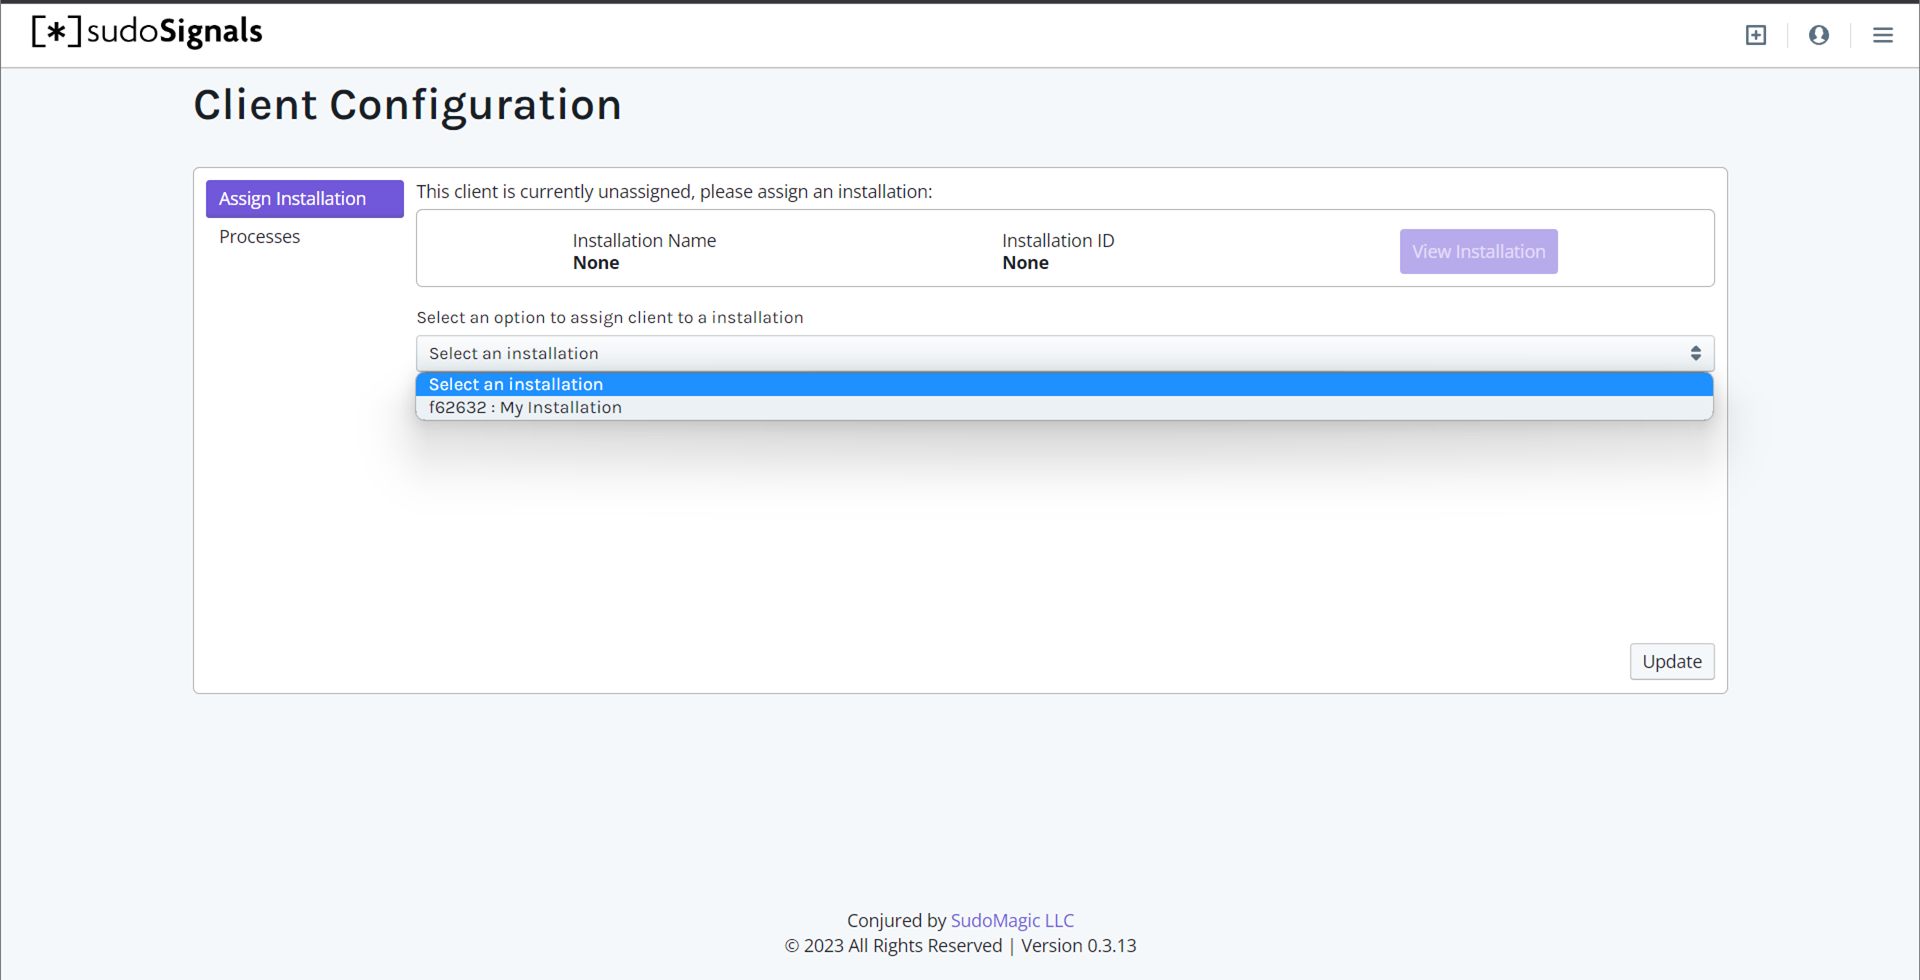 [*]sudoSignals
Client Configuration
Assign Installation
Processes
This client is currently unassigned, please assign an installation:
Installation Name
None
Installation ID
None
View Installation
Select an option to assign client to a installation
Select an installation
Select an installation
f62632 : My Installation
Update
Conjured by SudoMagic LLC
© 2023 All Rights Reserved | Version 0.3.13